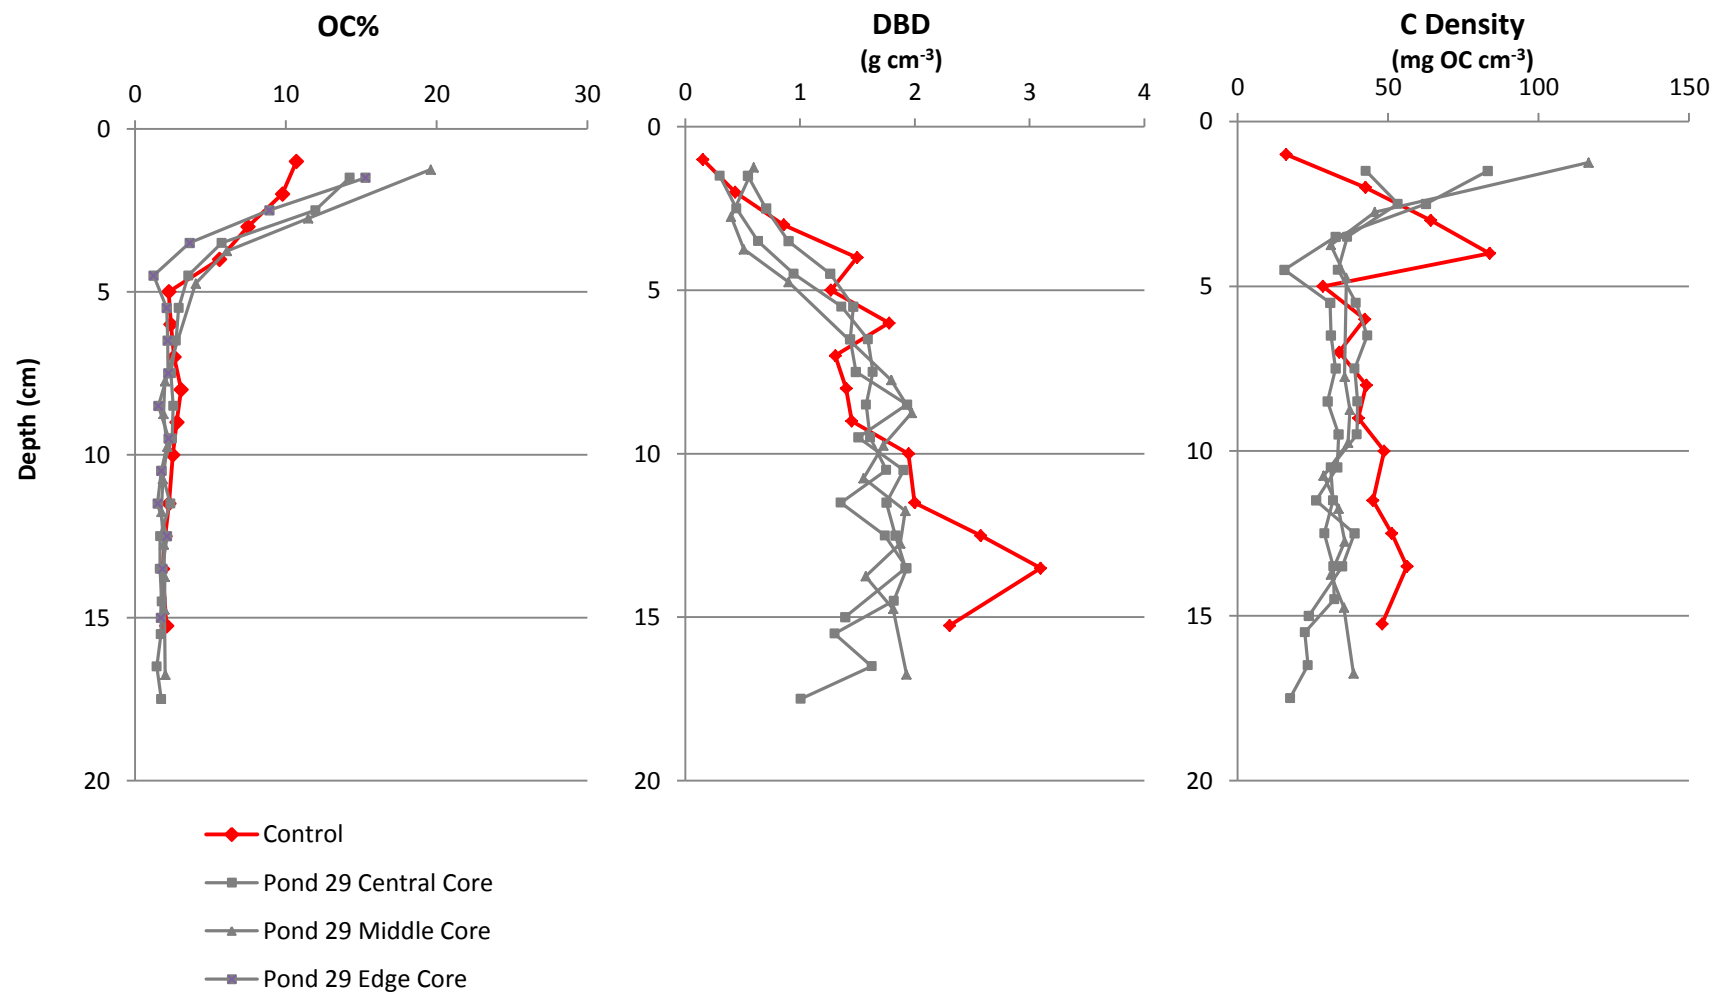 OC%
DBD
(g cm-3)
C Density
(mg OC cm-3)
0 10 20 30
0 1 2 3 4
0 50 100 150
0
5
10
15
20
0
5
10
15
20
0
5
10
15
20
Depth (cm)
Control
Pond 29 Central Core
Pond 29 Middle Core
Pond 29 Edge Core